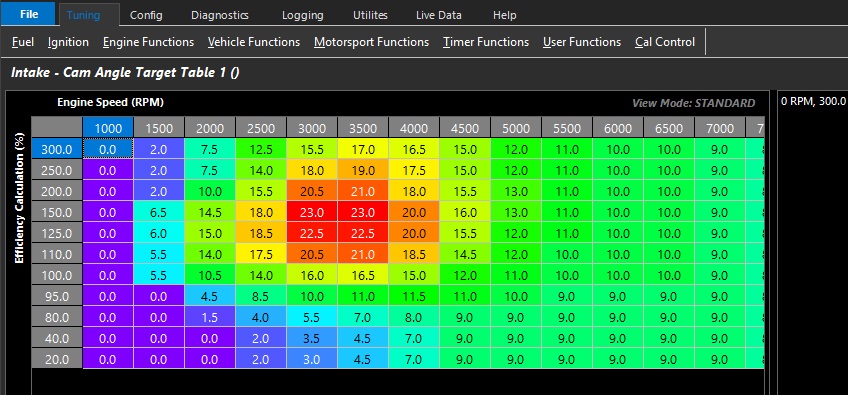 File Tuning Config Diagnostics Logging Utilites Live Data Help
Fuel Ignition Engine Functions Vehicle Functions Motorsport Functions Timer Functions User Functions Cal Control
Intake - Cam Angle Target Table 1 ()
Engine Speed (RPM) View Mode: STANDARD 0 RPM, 300.0
Efficiency Calculation (%)
1000 1500 2000 2500 3000 3500 4000 4500 5000 5500 6000 6500 7000 7
300.0 0.0 2.0 7.5 12.5 15.5 17.0 16.5 15.0 12.0 11.0 10.0 10.0 9.0
250.0 0.0 2.0 7.5 14.0 18.0 19.0 17.5 15.0 12.0 11.0 10.0 10.0 9.0
200.0 0.0 2.0 10.0 15.5 20.5 21.0 18.0 15.5 13.0 11.0 10.0 10.0 9.0
150.0 0.0 6.5 14.5 18.0 23.0 23.0 20.0 16.0 13.0 11.0 10.0 10.0 9.0
125.0 0.0 6.0 15.0 18.5 22.5 22.5 20.0 15.0 12.0 11.0 10.0 10.0 9.0
110.0 0.0 5.5 14.0 17.5 20.5 21.0 18.5 14.5 12.0 10.0 10.0 10.0 9.0
100.0 0.0 5.5 10.5 14.0 16.0 16.5 15.0 12.0 11.0 10.0 10.0 10.0 9.0
95.0 0.0 0.0 4.5 8.5 10.0 11.0 11.5 11.0 10.0 9.0 9.0 9.0 9.0
80.0 0.0 0.0 1.5 4.0 5.5 7.0 8.0 9.0 9.0 9.0 9.0 9.0 9.0
40.0 0.0 0.0 0.0 2.0 3.5 4.5 7.0 9.0 9.0 9.0 9.0 9.0 9.0
20.0 0.0 0.0 0.0 2.0 3.0 4.5 7.0 9.0 9.0 9.0 9.0 9.0 9.0